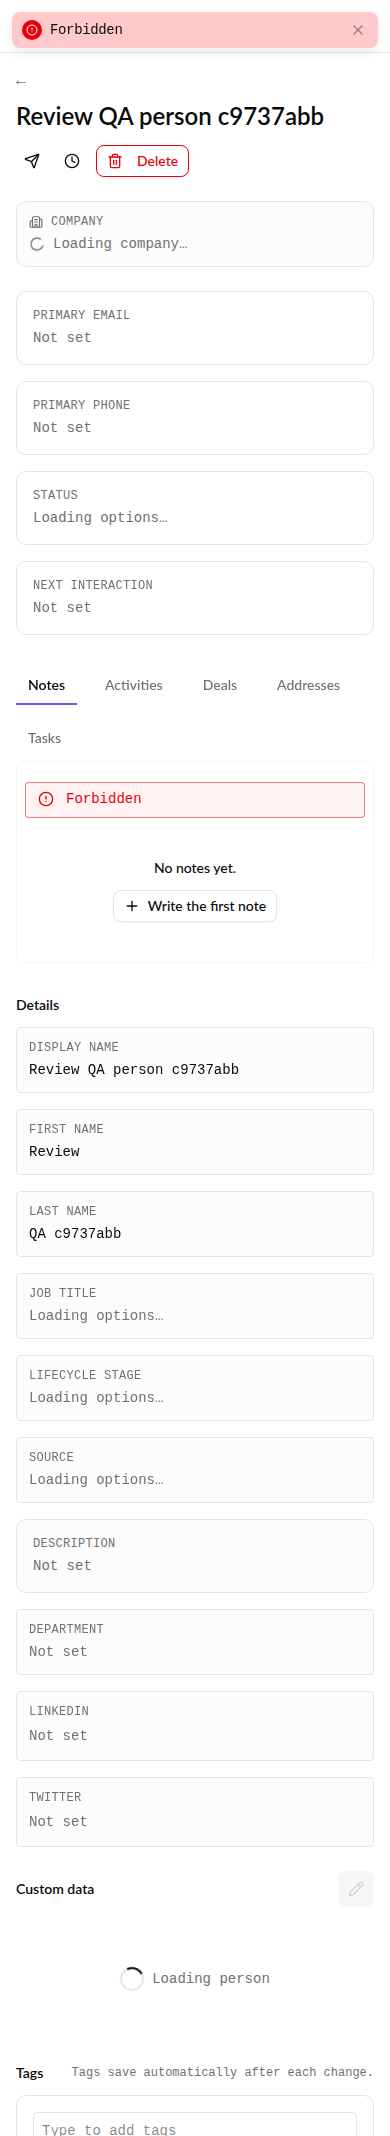 Forbidden
←
Review QA person c9737abb
Delete
COMPANY
Loading company…
PRIMARY EMAIL
Not set
PRIMARY PHONE
Not set
STATUS
Loading options…
NEXT INTERACTION
Not set
Notes Activities Deals Addresses
Tasks
Forbidden
No notes yet.
Write the first note
Details
DISPLAY NAME
Review QA person c9737abb
FIRST NAME
Review
LAST NAME
QA c9737abb
JOB TITLE
Loading options…
LIFECYCLE STAGE
Loading options…
SOURCE
Loading options…
DESCRIPTION
Not set
DEPARTMENT
Not set
LINKEDIN
Not set
TWITTER
Not set
Custom data
Loading person
Tags Tags save automatically after each change.
Type to add tags